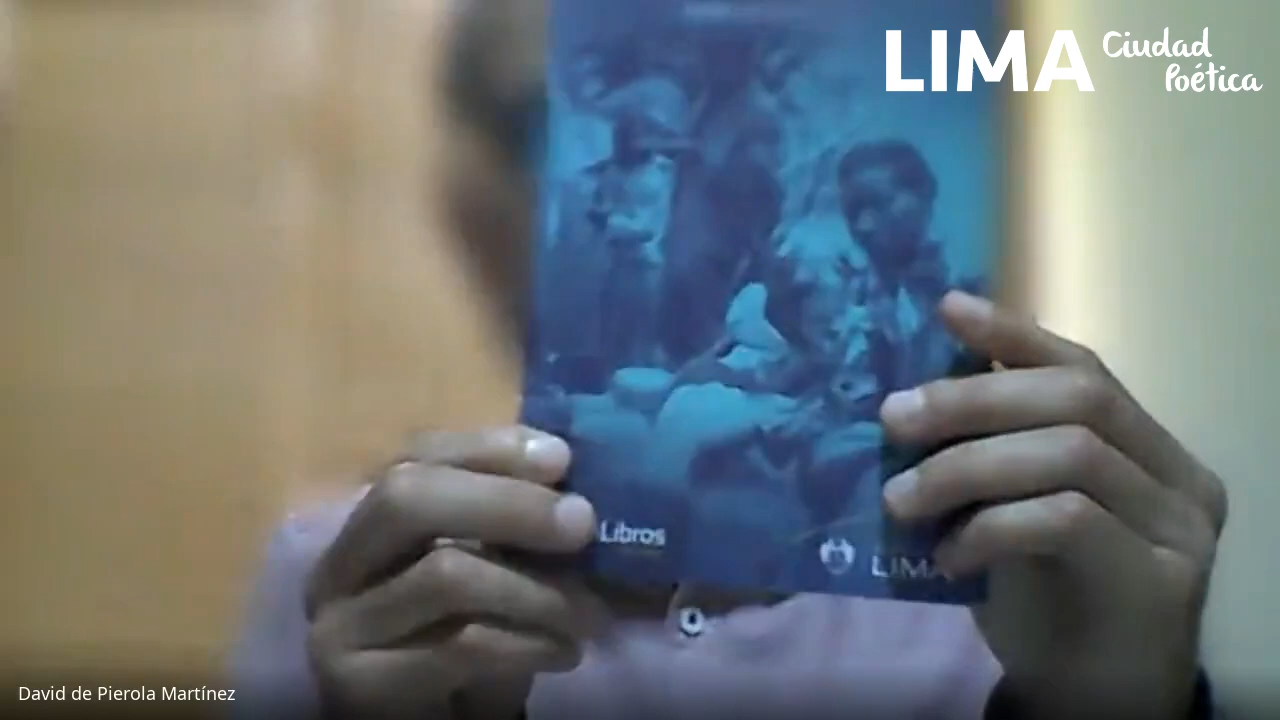 LIMA Ciudad
Poética
Libros
LIMA
David de Pierola Martínez